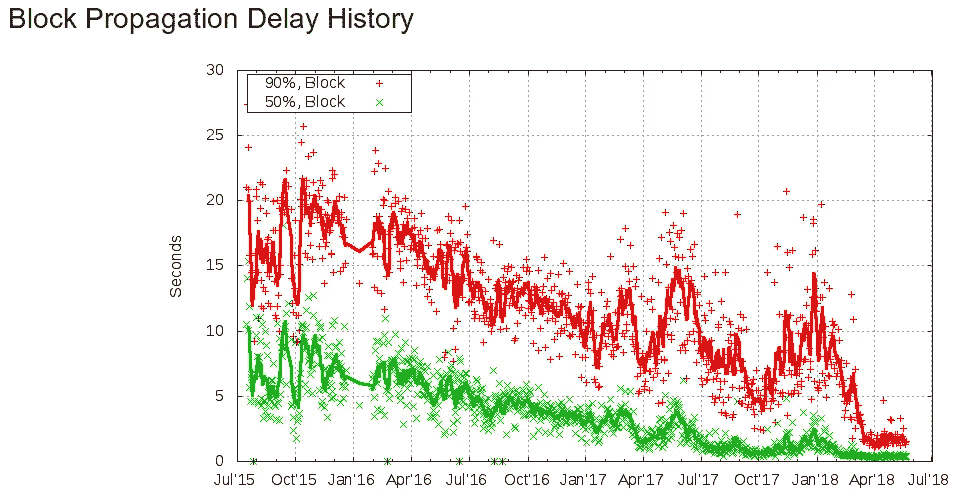 Block Propagation Delay History
90%, Block
50%, Block
30
25
20
15
10
5
0
Seconds
Jul'15 Oct'15 Jan'16 Apr'16 Jul'16 Oct'16 Jan'17 Apr'17 Jul'17 Oct'17 Jan'18 Apr'18 Jul'18